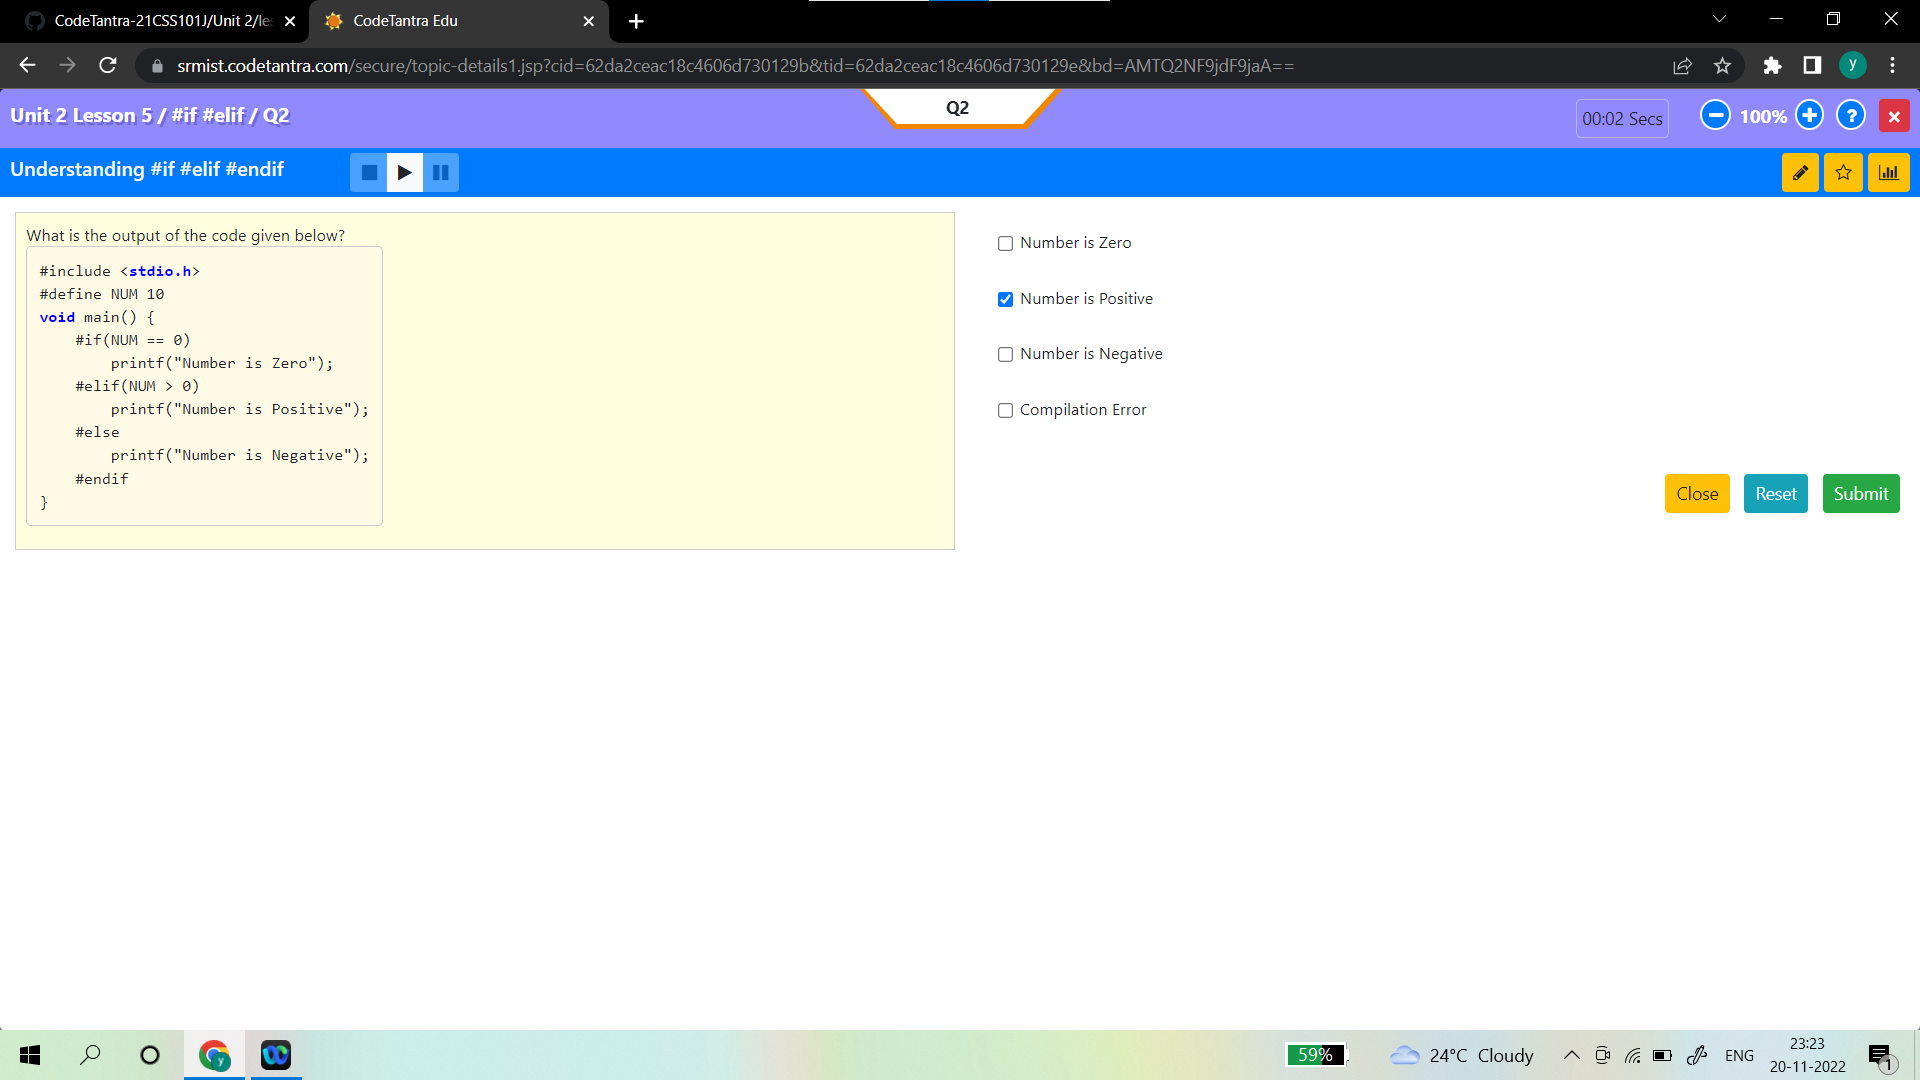 CodeTantra-21CSS101J/Unit 2/les
CodeTantra Edu
srmist.codetantra.com/secure/topic-details1.jsp?cid=62da2ceac18c4606d730129b&tid=62da2ceac18c4606d730129e&bd=AMTQ2NF9jdF9jaA==
y
Unit 2 Lesson 5 / #if #elif / Q2
Q2
00:02 Secs
100%
?
Understanding #if #elif #endif
What is the output of the code given below?
#include <stdio.h>
#define NUM 10
void main() {
    #if(NUM == 0)
        printf("Number is Zero");
    #elif(NUM > 0)
        printf("Number is Positive");
    #else
        printf("Number is Negative");
    #endif
}
Number is Zero
Number is Positive
Number is Negative
Compilation Error
Close
Reset
Submit
y
59%
24°C Cloudy
ENG
23:23
20-11-2022
1